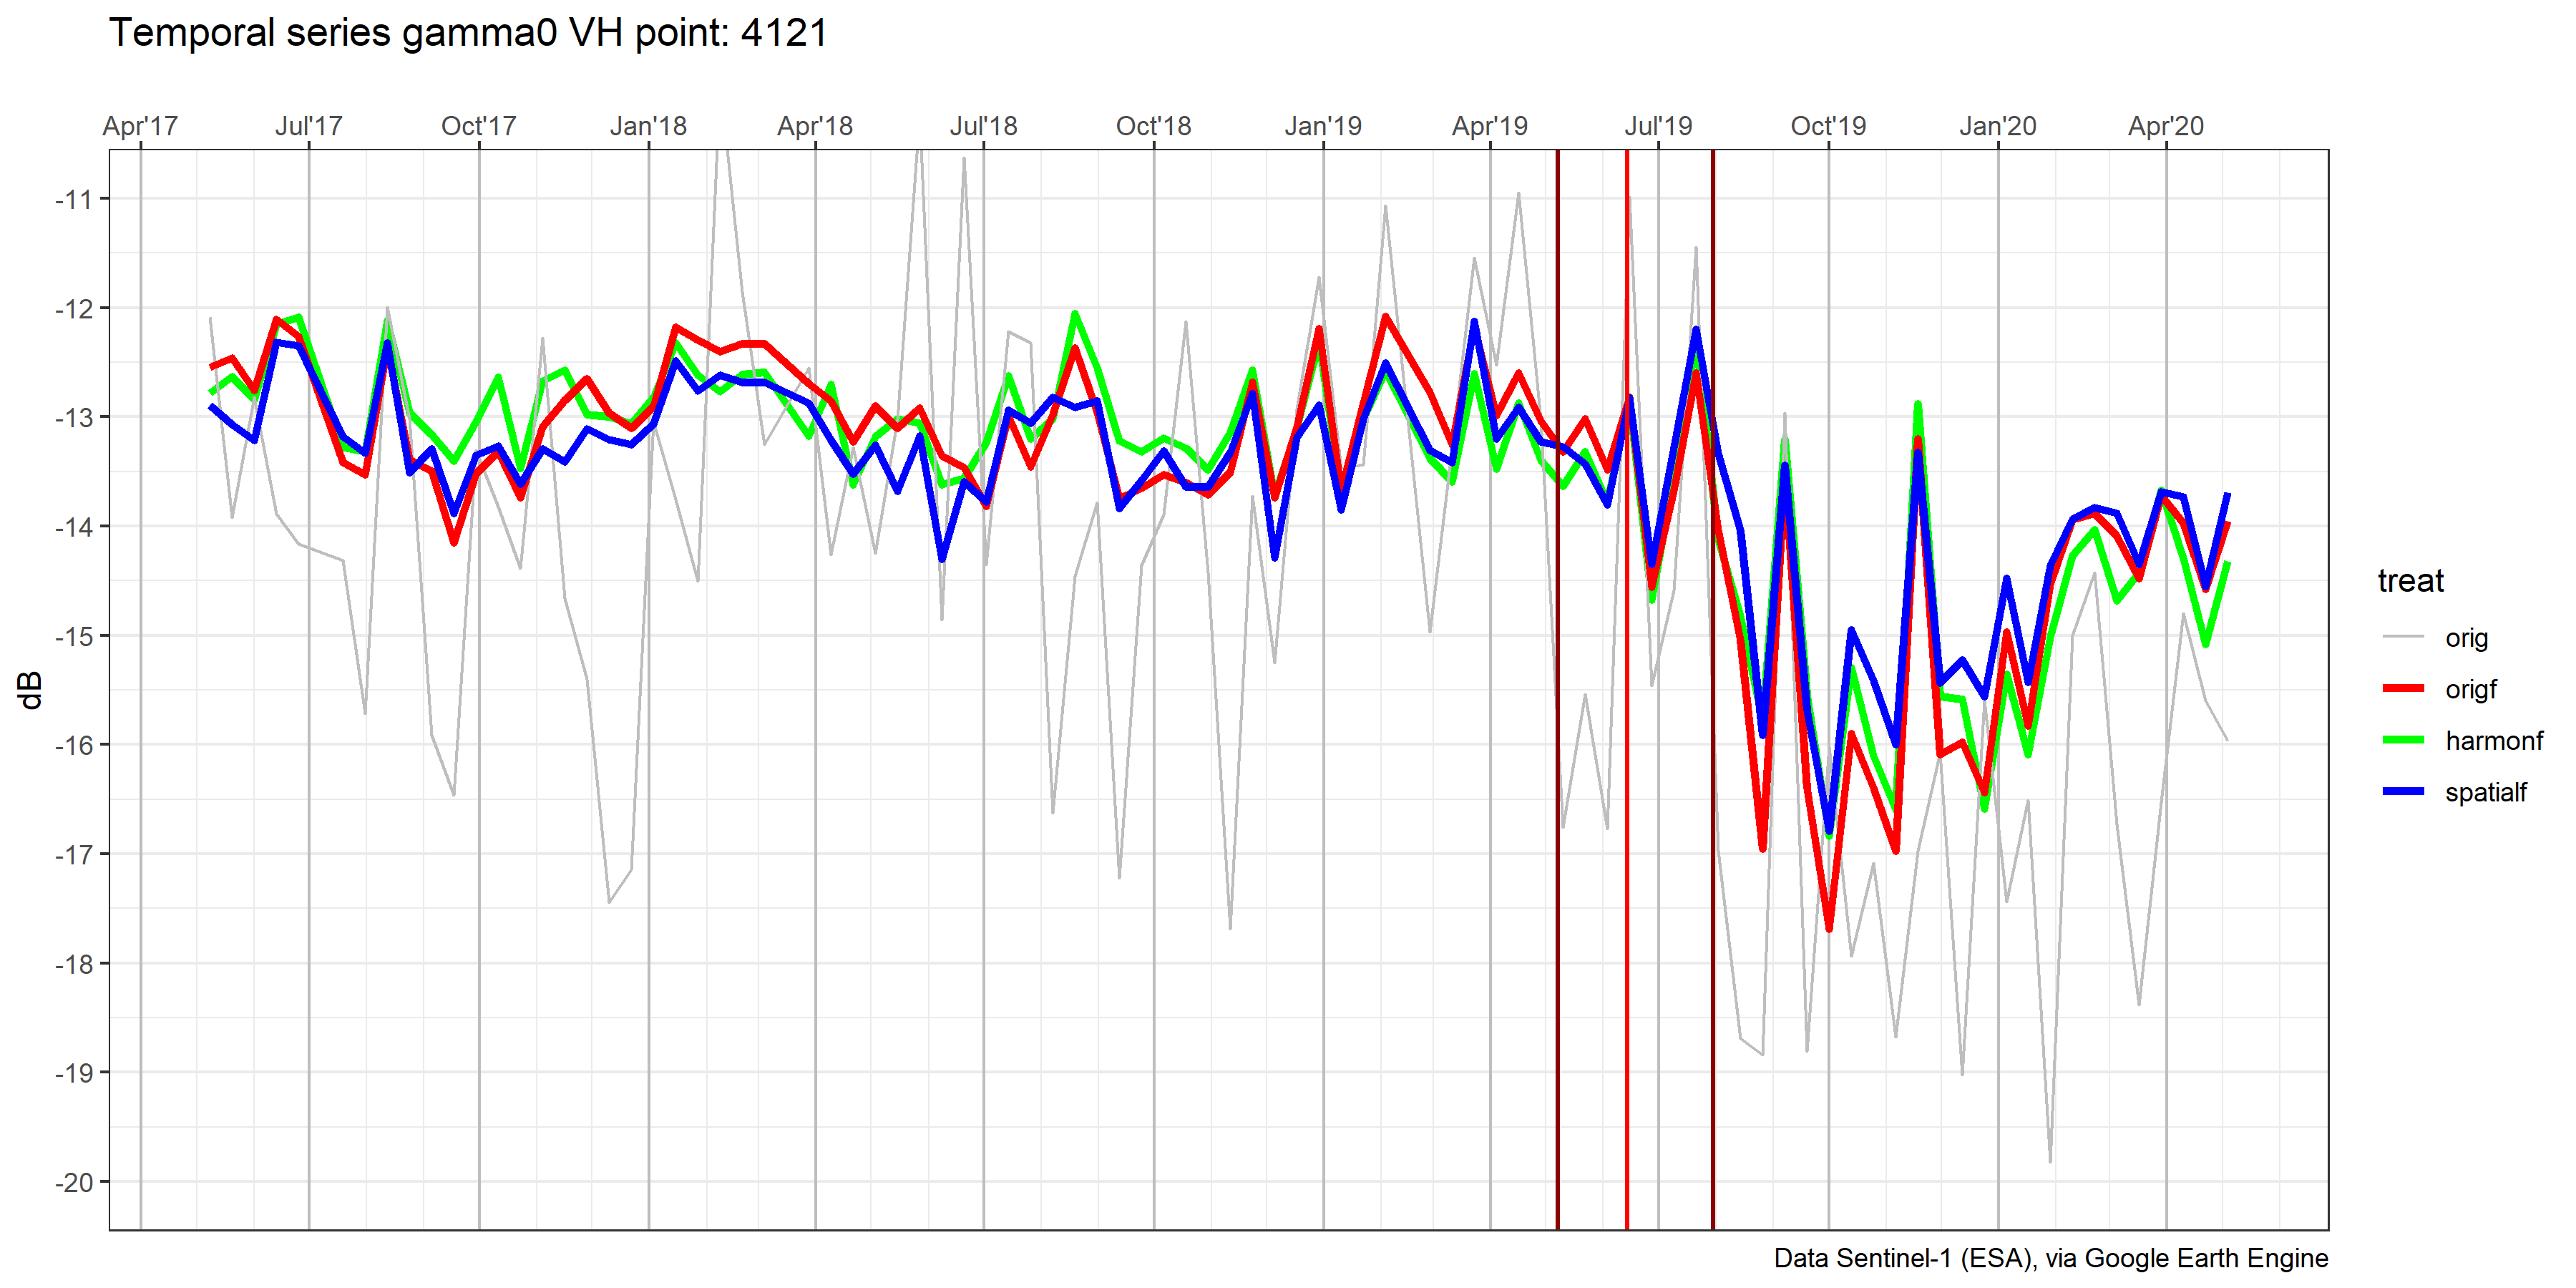 Temporal series gamma0 VH point: 4121
Apr'17 Jul'17 Oct'17 Jan'18 Apr'18 Jul'18 Oct'18 Jan'19 Apr'19 Jul'19 Oct'19 Jan'20 Apr'20
-11
-12
-13
-14
-15
-16
-17
-18
-19
-20
dB
treat
orig
origf
harmonf
spatialf
Data Sentinel-1 (ESA), via Google Earth Engine